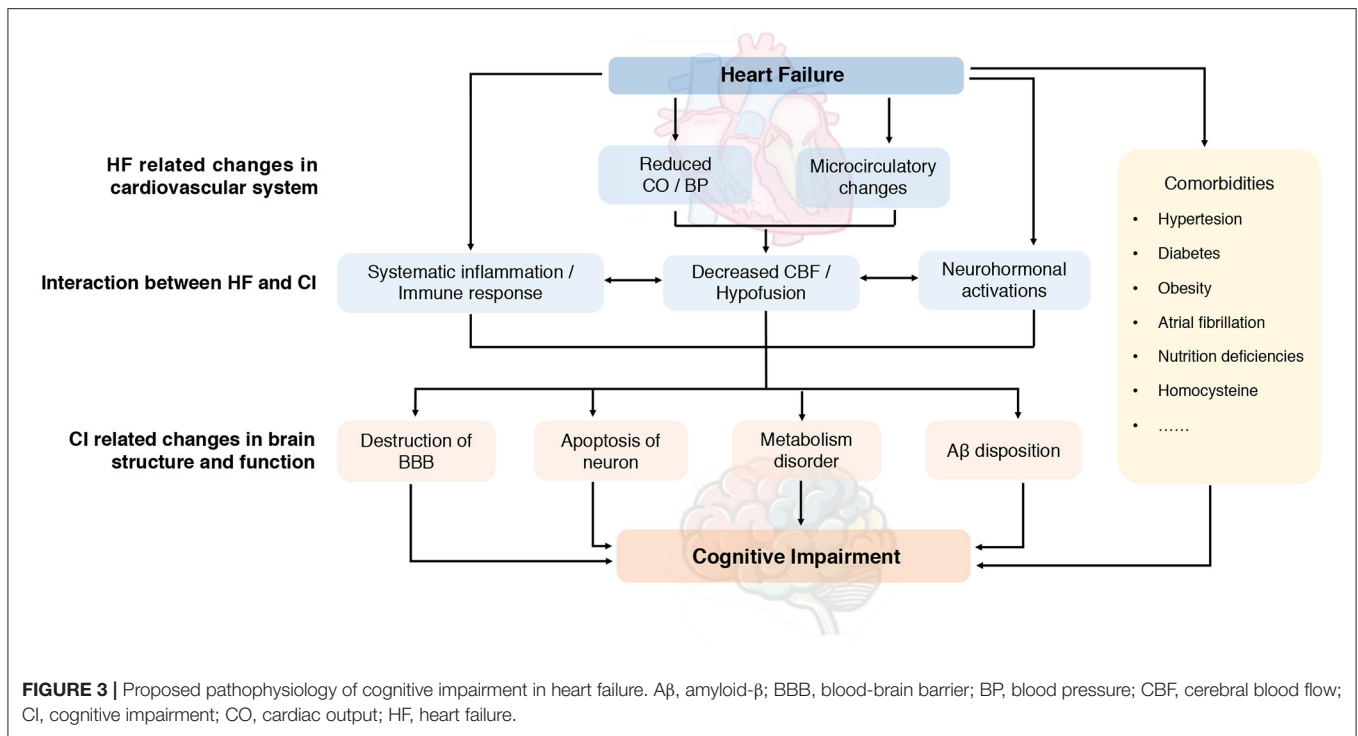 Heart Failure
HF related changes in
cardiovascular system
Reduced
CO / BP
Microcirculatory
changes
Interaction between HF and CI
Systematic inflammation /
Immune response
Decreased CBF /
Hypofusion
Neurohormonal
activations
Comorbidities
• Hypertesion
• Diabetes
• Obesity
• Atrial fibrillation
• Nutrition deficiencies
• Homocysteine
• ……
CI related changes in brain
structure and function
Destruction of
BBB
Apoptosis of
neuron
Metabolism
disorder
Aβ disposition
Cognitive Impairment
FIGURE 3 | Proposed pathophysiology of cognitive impairment in heart failure. Aβ, amyloid-β; BBB, blood-brain barrier; BP, blood pressure; CBF, cerebral blood flow;
CI, cognitive impairment; CO, cardiac output; HF, heart failure.